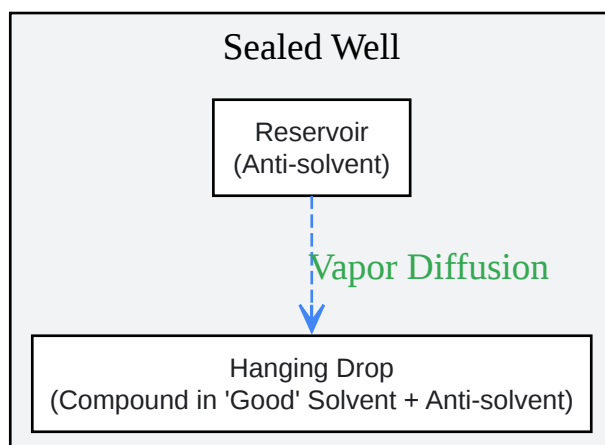 Sealed Well
Reservoir
(Anti-solvent)
Vapor Diffusion
Hanging Drop
(Compound in 'Good' Solvent + Anti-solvent)